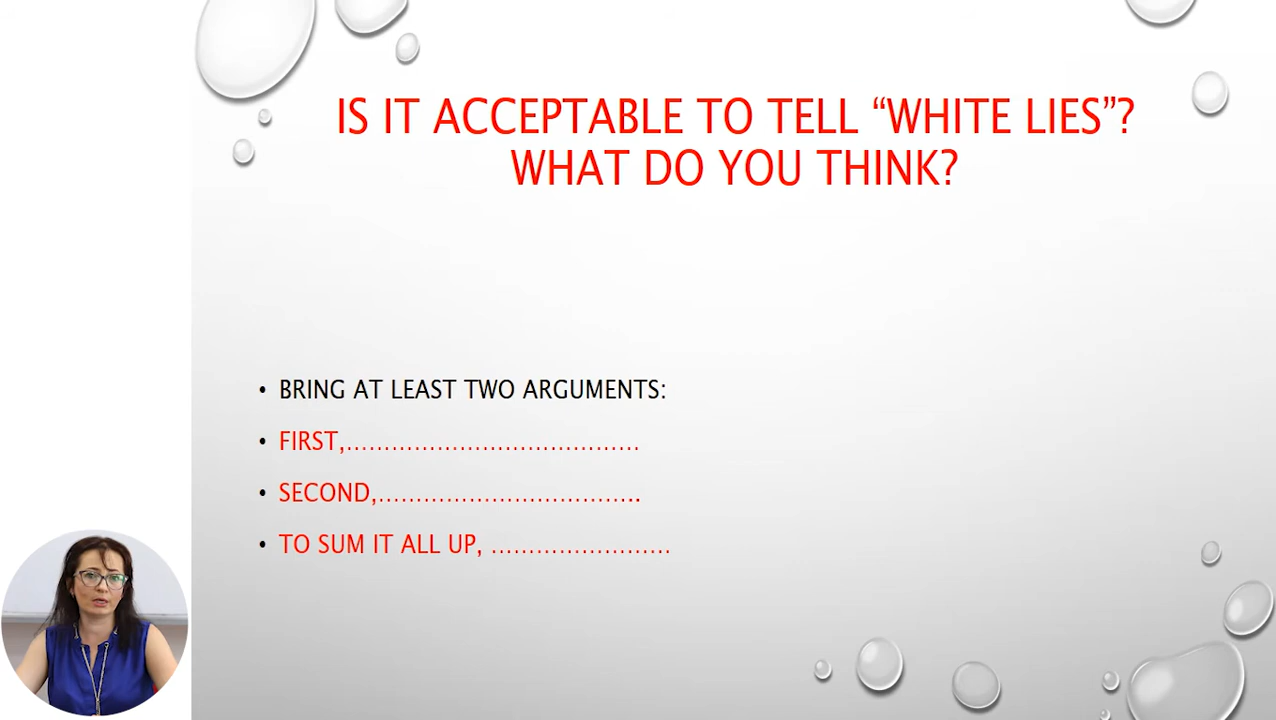 IS IT ACCEPTABLE TO TELL “WHITE LIES”?
WHAT DO YOU THINK?
• BRING AT LEAST TWO ARGUMENTS:
• FIRST,…………………………………
• SECOND,……………………………..
• TO SUM IT ALL UP, ……………………